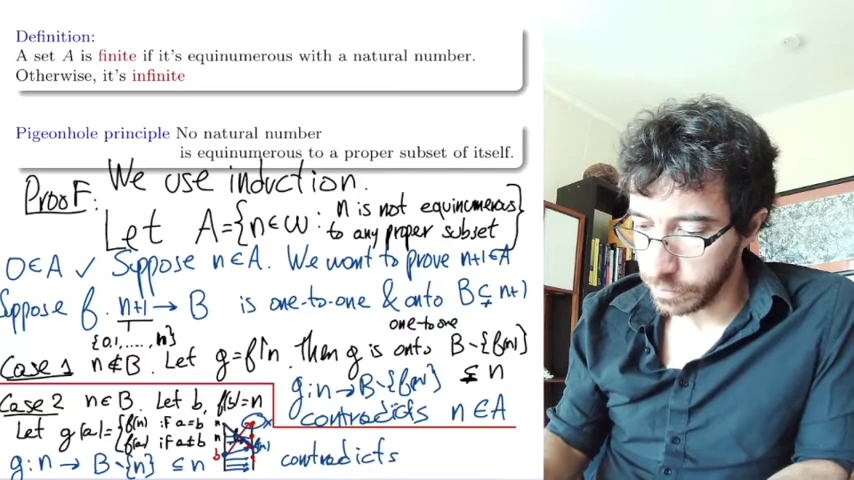 Definition:
A set A is finite if it's equinumerous with a natural number.
Otherwise, it's infinite
Pigeonhole principle No natural number
is equinumerous to a proper subset of itself.
Proof: We use induction.
Let A={n∈ω: n is not equinumerous
to any proper subset}
0∈A ✓ Suppose n∈A. We want to prove n+1∈A
Suppose f: n+1 → B is one-to-one & onto B⊊n+1
{0,1,...,n}
one-to-one
Case 1 n∉B. Let g=f↾n. Then g is onto B∖{f(n)}
⊊ n
g:n→B∖{f(n)}
contradicts n∈A
Case 2 n∈B. Let b, f(b)=n
Let g(a)={f(n) if a=b
f(a) if a≠b
g:n → B∖{n} ⊊ n contradicts